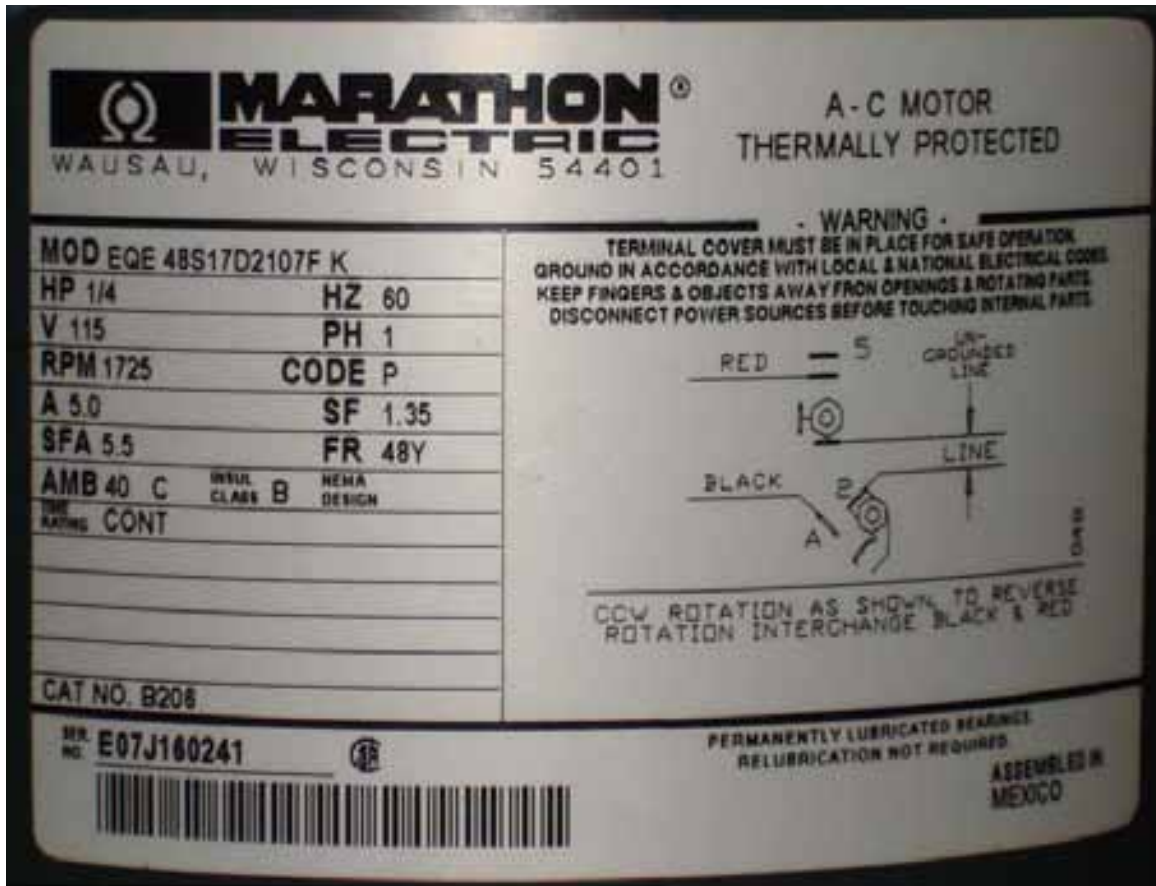 MARATHON ®
ELECTRIC
WAUSAU, WISCONSIN 54401
A-C MOTOR
THERMALLY PROTECTED
MOD EQE 48S17D2107F K
HP 1/4 HZ 60
V 115 PH 1
RPM 1725 CODE P
A 5.0 SF 1.35
SFA 5.5 FR 48Y
AMB 40 C INSUL CLASS B NEMA DESIGN
TIME RATING CONT
CAT NO. B206
- WARNING -
TERMINAL COVER MUST BE IN PLACE FOR SAFE OPERATION.
GROUND IN ACCORDANCE WITH LOCAL & NATIONAL ELECTRICAL CODES.
KEEP FINGERS & OBJECTS AWAY FRON OPENINGS & ROTATING PARTS.
DISCONNECT POWER SOURCES BEFORE TOUCHING INTERNAL PARTS.
RED 5
UN-
GROUNDED
LINE
LINE
BLACK 2
A
CCW ROTATION AS SHOWN, TO REVERSE
ROTATION INTERCHANGE BLACK & RED
SER. NO. E07J160241
PERMANENTLY LUBRICATED BEARINGS.
RELUBRICATION NOT REQUIRED.
ASSEMBLED IN
MEXICO